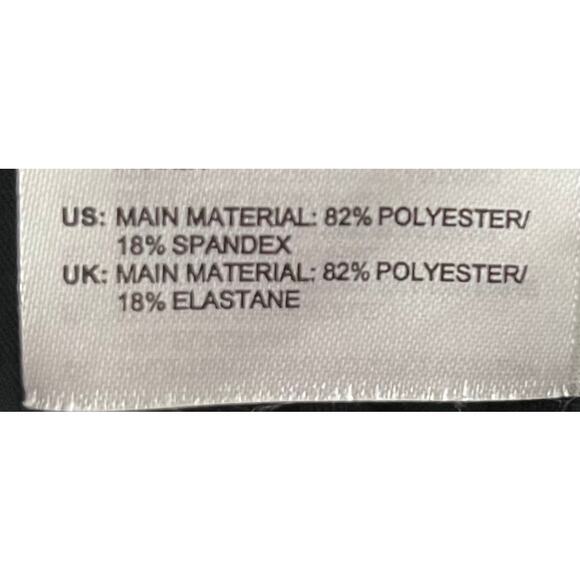 US: MAIN MATERIAL: 82% POLYESTER/
18% SPANDEX
UK: MAIN MATERIAL: 82% POLYESTER/
18% ELASTANE